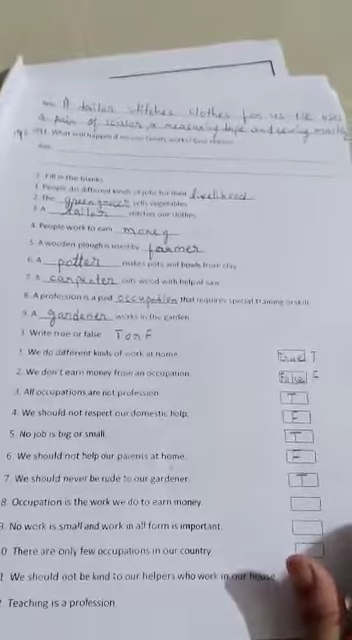 Ans. A tailor stitches clothes for us. He uses
a pair of scissor, a measuring tape and sewing machine
What will happen if no one
Ans.
2. Fill in the blanks
1. People do different kinds of jobs for their livelihood
2. The greengrocer sells vegetables
3. A tailor stitches our clothes.
4. People work to earn money
5. A wooden plough is used by farmer
6. A potter makes pots and bowls from clay
7. A carpenter cuts wood with help of saw
8. A profession is a paid occupation that requires special training or skill
9. A gardener works in the garden
3. Write true or false T or F
1. We do different kinds of work at home. True T
2. We don't earn money from an occupation. False F
3. All occupations are not profession T
4. We should not respect our domestic help. F
5. No job is big or small. T
6. We should not help our parents at home. F
7. We should never be rude to our gardener. T
8. Occupation is the work we do to earn money.
9. No work is small and work in all form is important.
0 There are only few occupations in our country
1 We should not be kind to our helpers who work in our house
Teaching is a profession